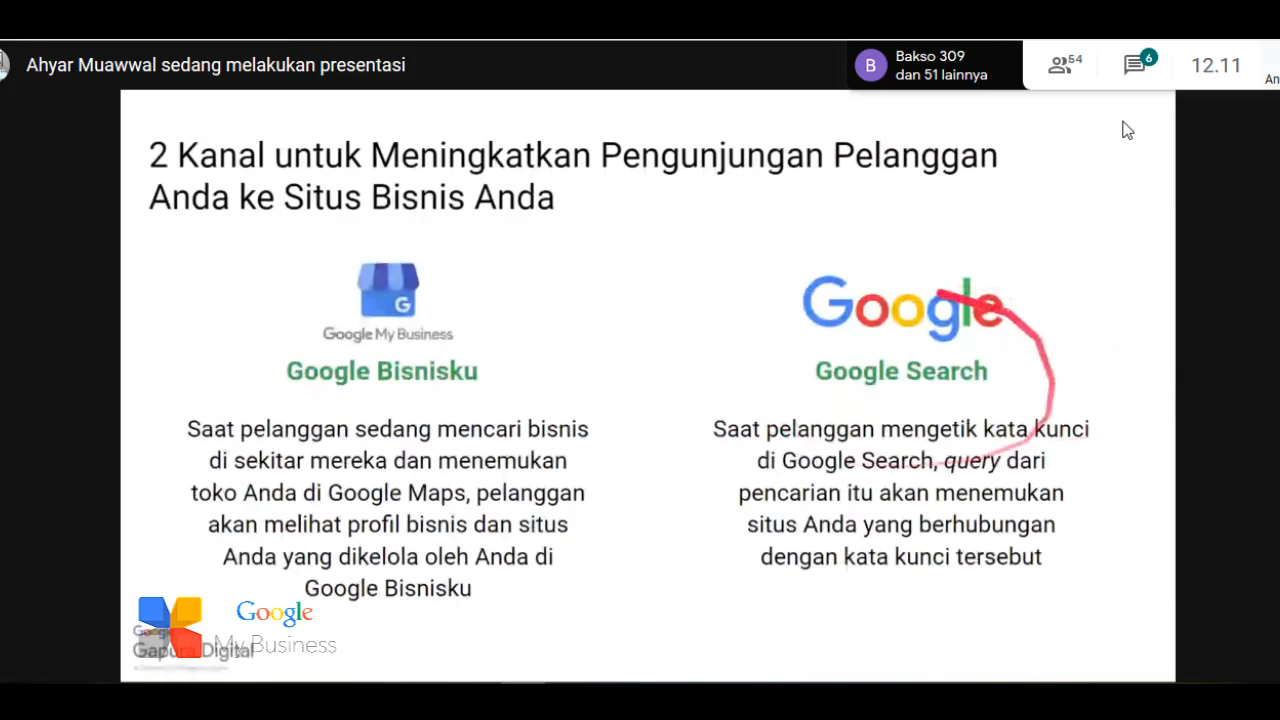 Ahyar Muawwal sedang melakukan presentasi
B
Bakso 309
dan 51 lainnya
54
6
12.11
An
2 Kanal untuk Meningkatkan Pengunjungan Pelanggan
Anda ke Situs Bisnis Anda
G
Google My Business
Google Bisnisku
Saat pelanggan sedang mencari bisnis
di sekitar mereka dan menemukan
toko Anda di Google Maps, pelanggan
akan melihat profil bisnis dan situs
Anda yang dikelola oleh Anda di
Google Bisnisku
Google
Google Search
Saat pelanggan mengetik kata kunci
di Google Search, query dari
pencarian itu akan menemukan
situs Anda yang berhubungan
dengan kata kunci tersebut
Google
My Business
Google
Gapura Digital